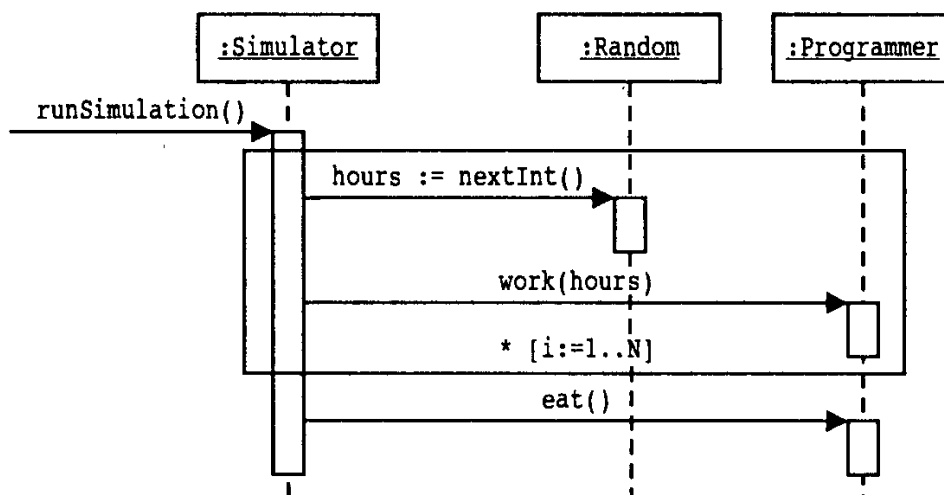 :Simulator
:Random
:Programmer
runSimulation()
hours := nextInt()
work(hours)
* [i:=1..N]
eat()